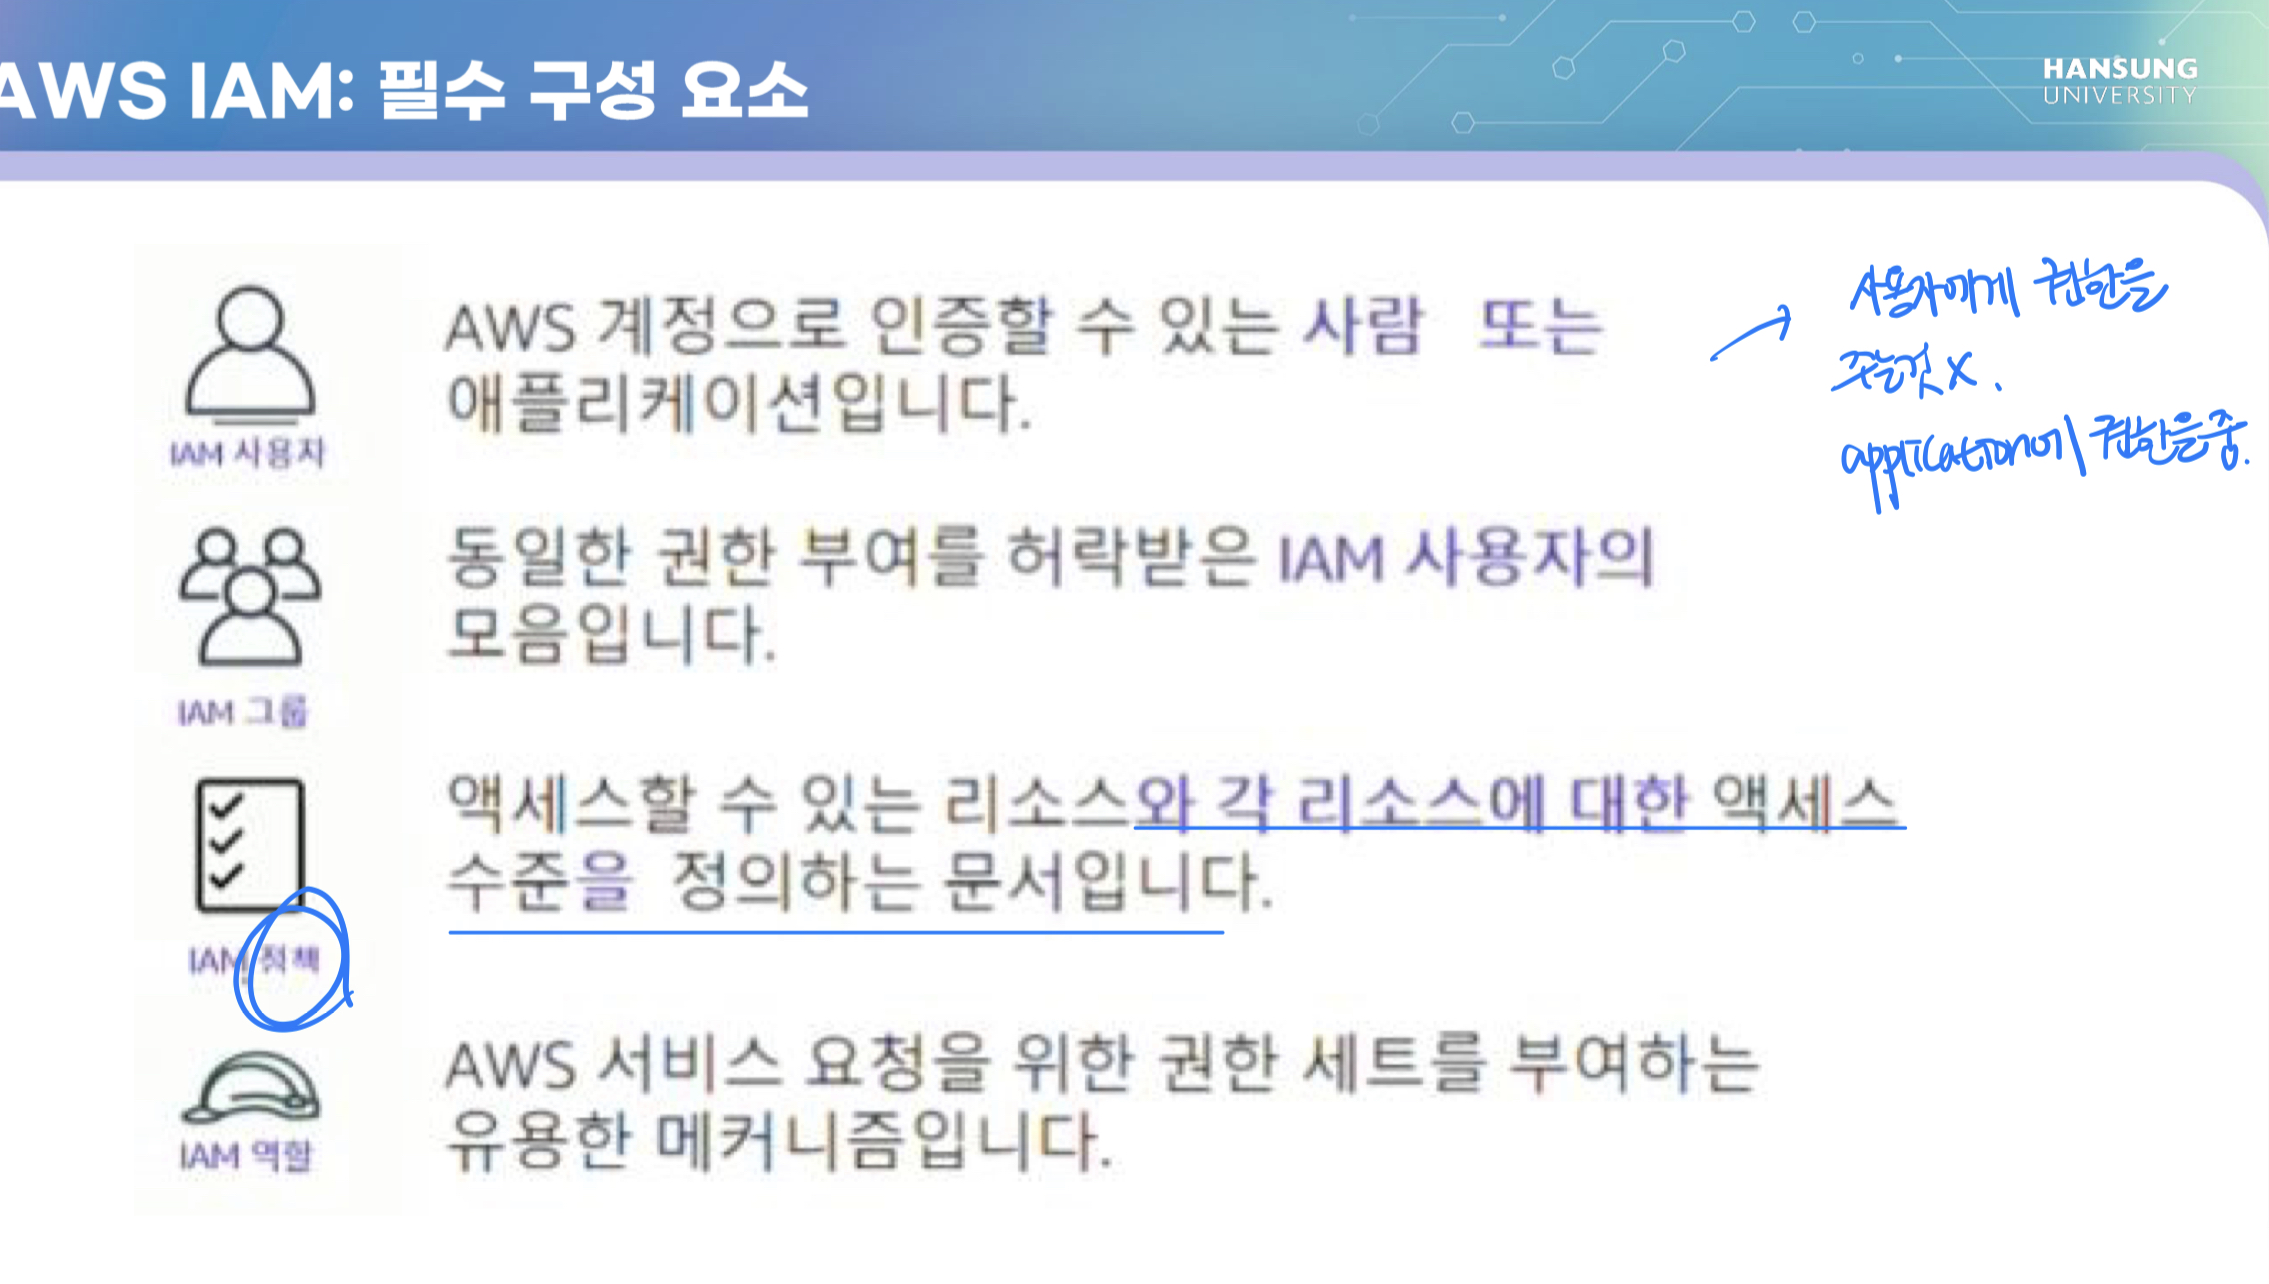 AWS IAM: 필수 구성 요소
HANSUNG
UNIVERSITY
AWS 계정으로 인증할 수 있는 사람 또는
애플리케이션입니다.
IAM 사용자
사용자에게 권한을
주는것 X.
application에 권한을 줌.
동일한 권한 부여를 허락받은 IAM 사용자의
모음입니다.
IAM 그룹
액세스할 수 있는 리소스와 각 리소스에 대한 액세스
수준을 정의하는 문서입니다.
IAM 정책
AWS 서비스 요청을 위한 권한 세트를 부여하는
유용한 메커니즘입니다.
IAM 역할